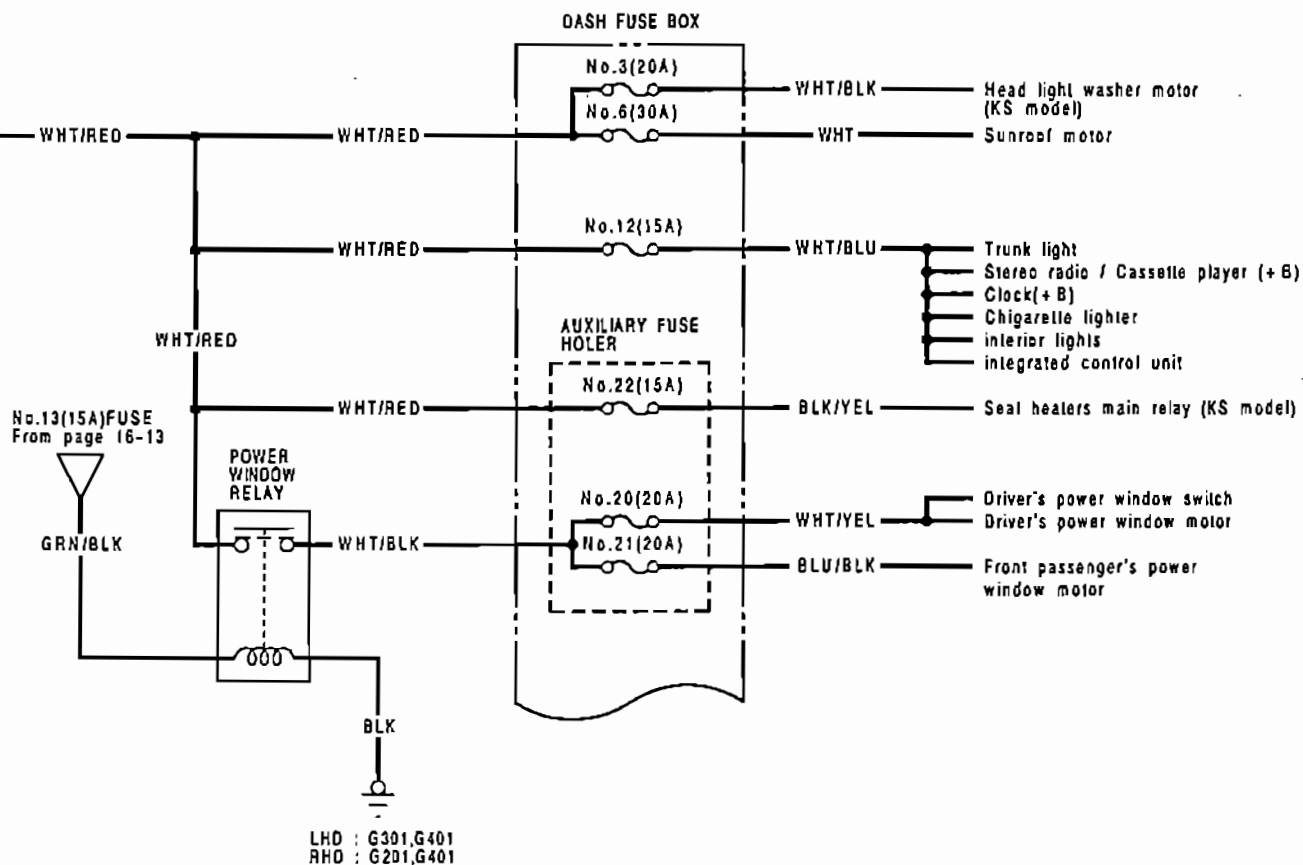 DASH FUSE BOX
No.3(20A)
WHT/BLK
Head light washer motor
(KS model)
No.6(30A)
WHT/RED
WHT/RED
WHT
Sunroof motor
No.12(15A)
WHT/RED
WHT/BLU
Trunk light
Stereo radio / Cassette player (+B)
Clock(+B)
Chigarette lighter
interior lights
integrated control unit
WHT/RED
AUXILIARY FUSE
HOLER
No.22(15A)
WHT/RED
BLK/YEL
Seal heaters main relay (KS model)
No.13(15A)FUSE
From page 16-13
POWER
WINDOW
RELAY
No.20(20A)
WHT/YEL
Driver's power window switch
Driver's power window motor
GRN/BLK
WHT/BLK
No.21(20A)
BLU/BLK
Front passenger's power
window motor
BLK
LHD : G301,G401
RHD : G201,G401